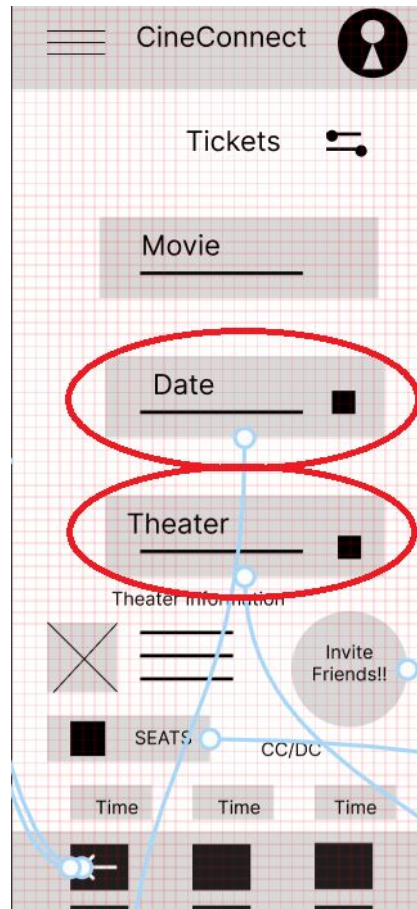 CineConnect
Tickets
Movie
Date
Theater
Theater Information
Invite
Friends!!
SEATS
CC/DC
Time Time Time